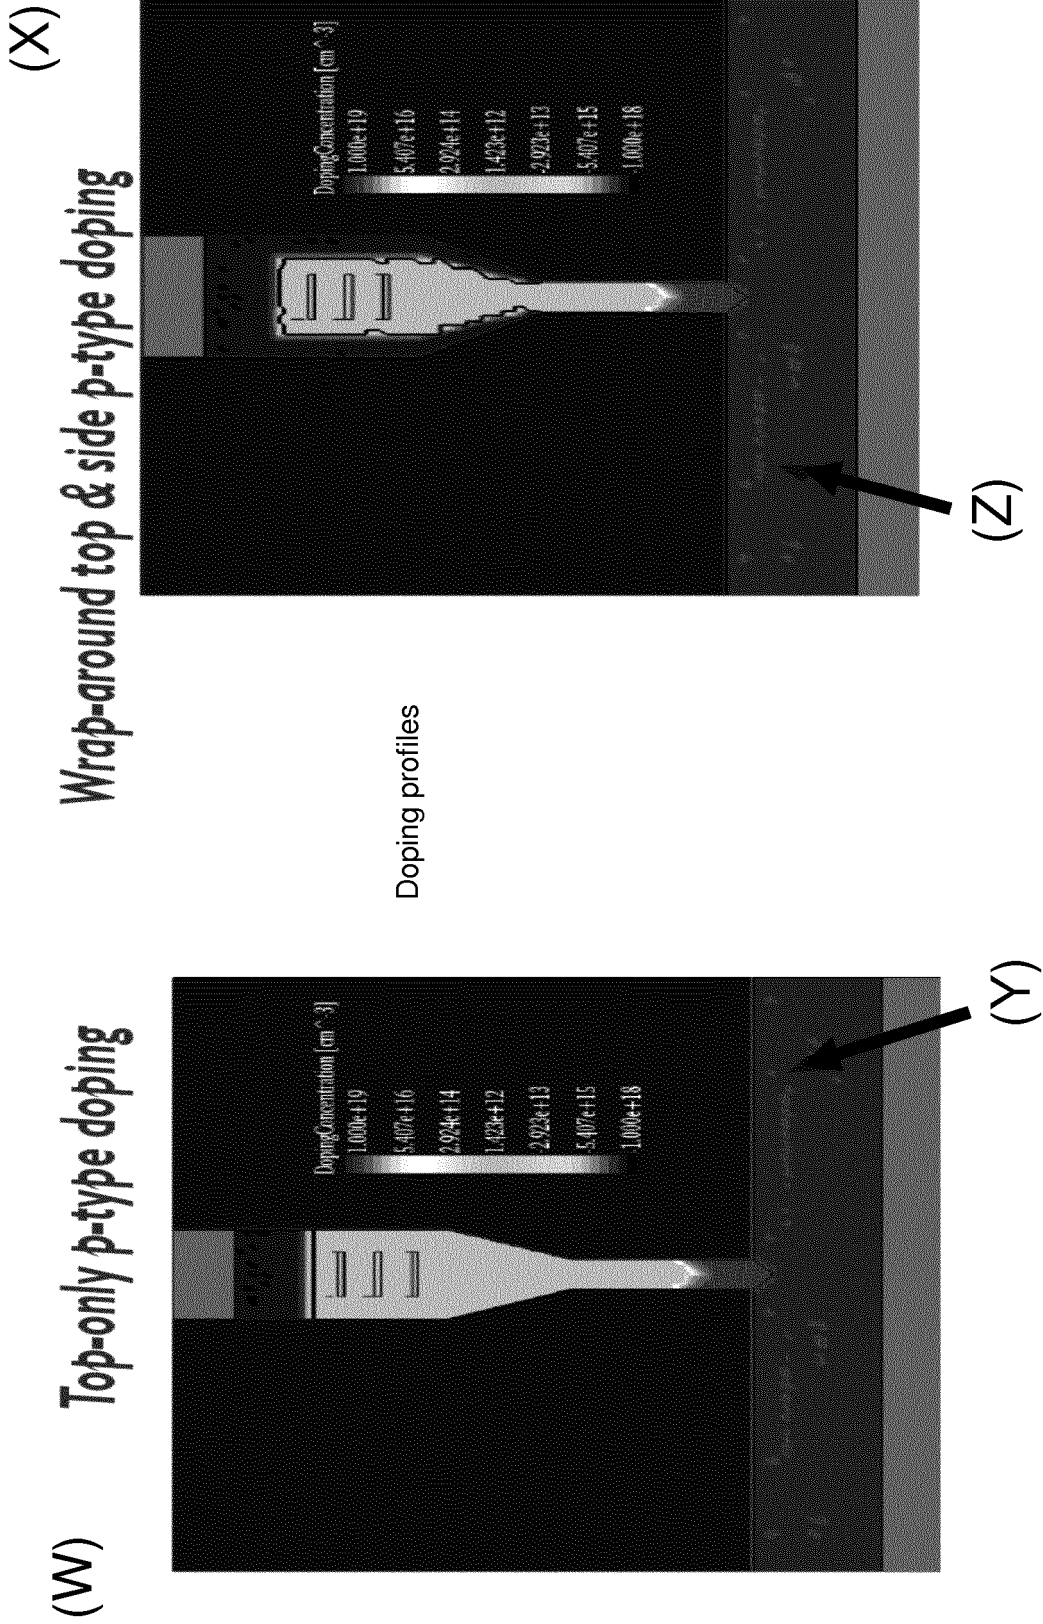 (W)
Top-only p-type doping
DopingConcentration [cm^-3]
1.000e+19
5.407e+16
2.924e+14
1.423e+12
-2.923e+13
-5.407e+15
-1.000e+18
(Y)
Doping profiles
(X)
Wrap-around top & side p-type doping
DopingConcentration [cm^-3]
1.000e+19
5.407e+16
2.924e+14
1.423e+12
-2.923e+13
-5.407e+15
-1.000e+18
(Z)